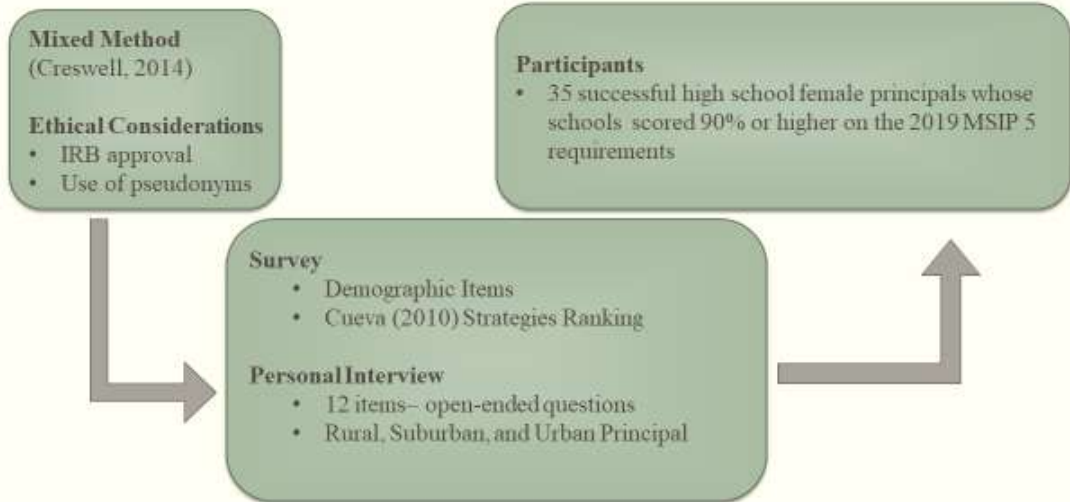 Mixed Method
(Creswell, 2014)
Ethical Considerations
• IRB approval
• Use of pseudonyms
Survey
• Demographic Items
• Cueva (2010) Strategies Ranking
Personal Interview
• 12 items– open-ended questions
• Rural, Suburban, and Urban Principal
Participants
• 35 successful high school female principals whose
schools scored 90% or higher on the 2019 MSIP 5
requirements